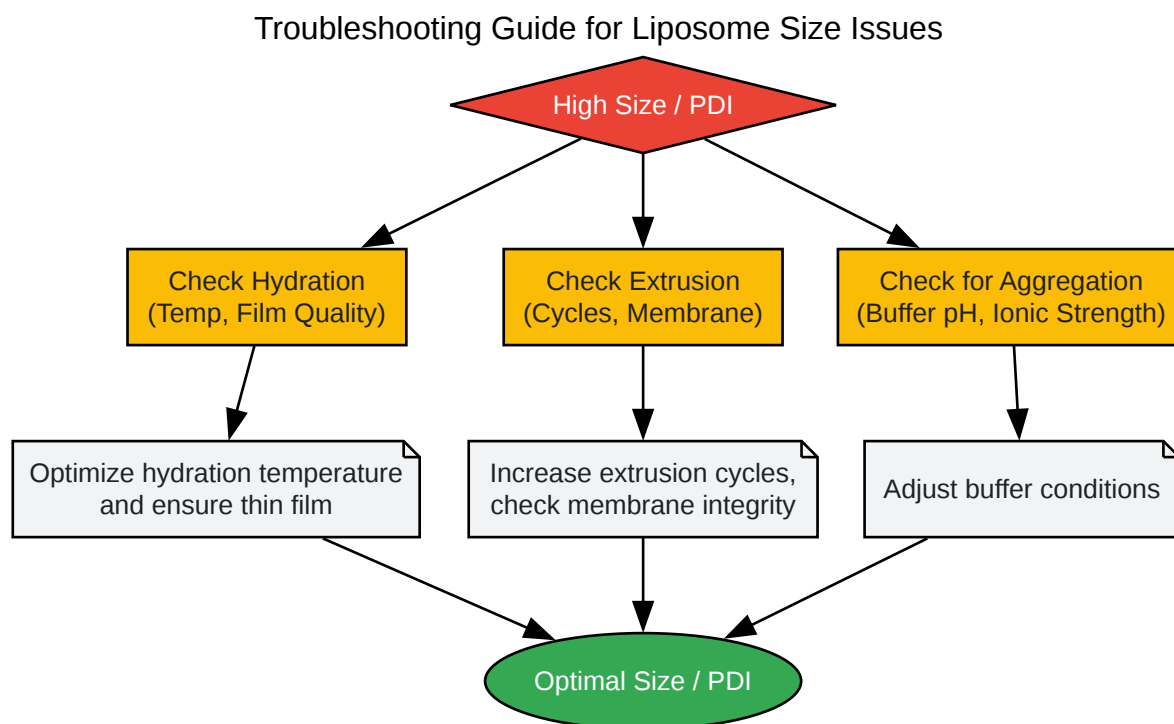 Troubleshooting Guide for Liposome Size Issues
High Size / PDI
Check Hydration
(Temp, Film Quality)
Check Extrusion
(Cycles, Membrane)
Check for Aggregation
(Buffer pH, Ionic Strength)
Optimize hydration temperature
and ensure thin film
Increase extrusion cycles,
check membrane integrity
Adjust buffer conditions
Optimal Size / PDI